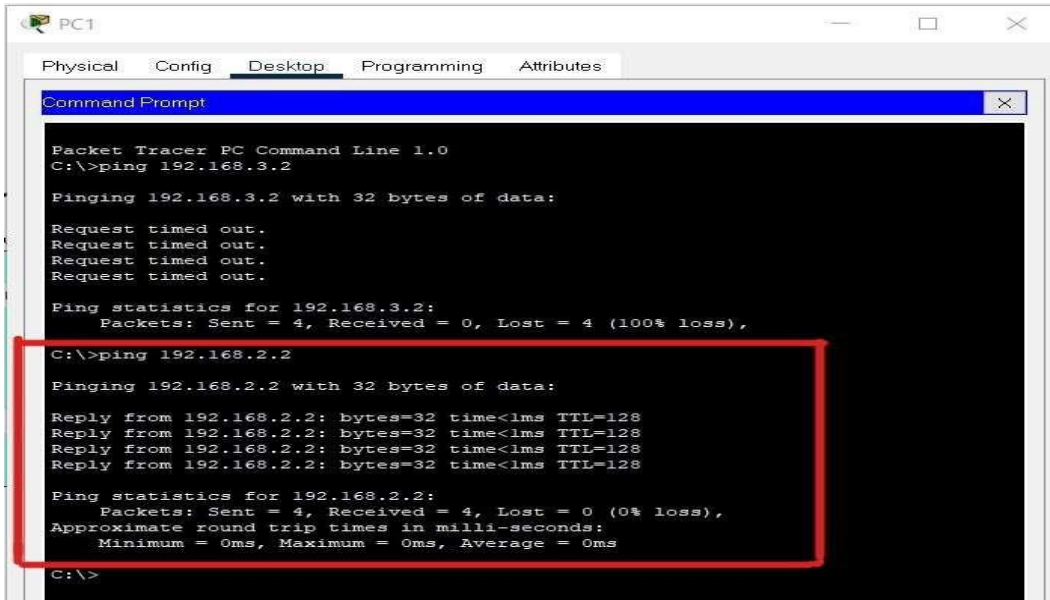 PC1
Physical Config Desktop Programming Attributes
Command Prompt
Packet Tracer PC Command Line 1.0
C:\>ping 192.168.3.2
Pinging 192.168.3.2 with 32 bytes of data:
Request timed out.
Request timed out.
Request timed out.
Request timed out.
Ping statistics for 192.168.3.2:
Packets: Sent = 4, Received = 0, Lost = 4 (100% loss),
C:\>ping 192.168.2.2
Pinging 192.168.2.2 with 32 bytes of data:
Reply from 192.168.2.2: bytes=32 time<1ms TTL=128
Reply from 192.168.2.2: bytes=32 time<1ms TTL=128
Reply from 192.168.2.2: bytes=32 time<1ms TTL=128
Reply from 192.168.2.2: bytes=32 time<1ms TTL=128
Ping statistics for 192.168.2.2:
Packets: Sent = 4, Received = 4, Lost = 0 (0% loss),
Approximate round trip times in milli-seconds:
Minimum = 0ms, Maximum = 0ms, Average = 0ms
C:\>